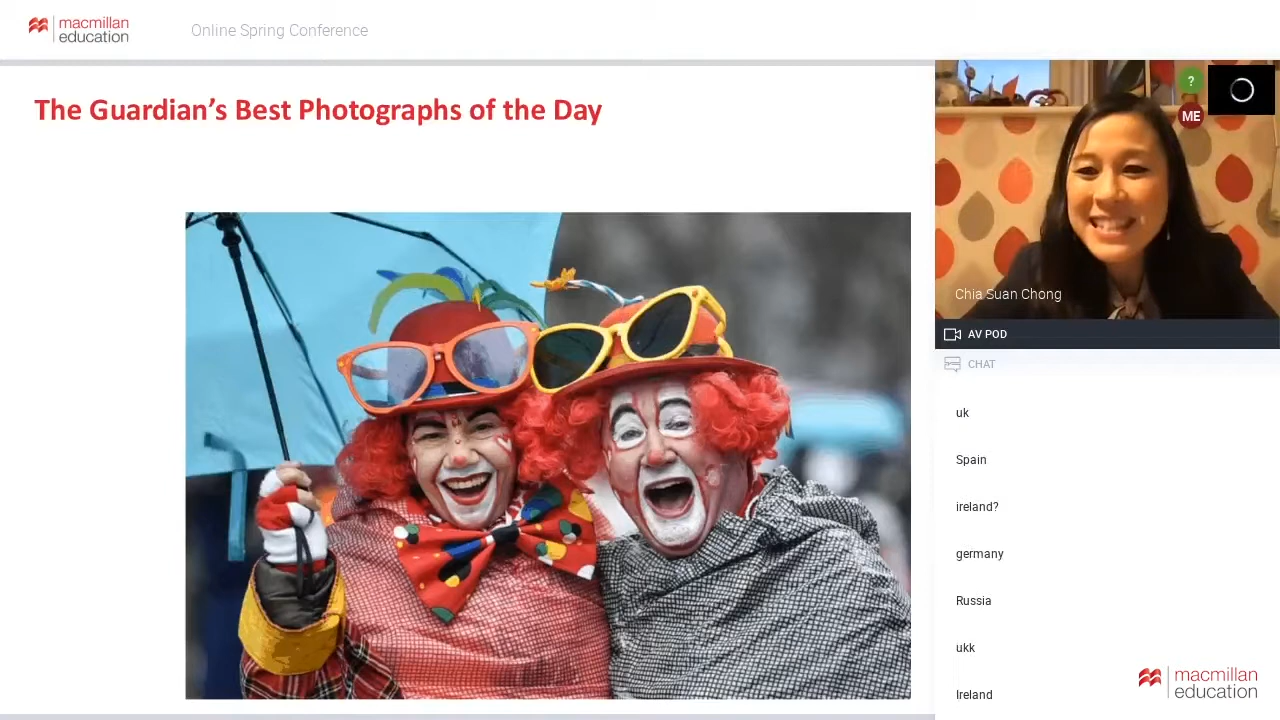 macmillan
education
Online Spring Conference
The Guardian’s Best Photographs of the Day
?
ME
Chia Suan Chong
AV POD
CHAT
uk
Spain
ireland?
germany
Russia
ukk
Ireland
macmillan
education